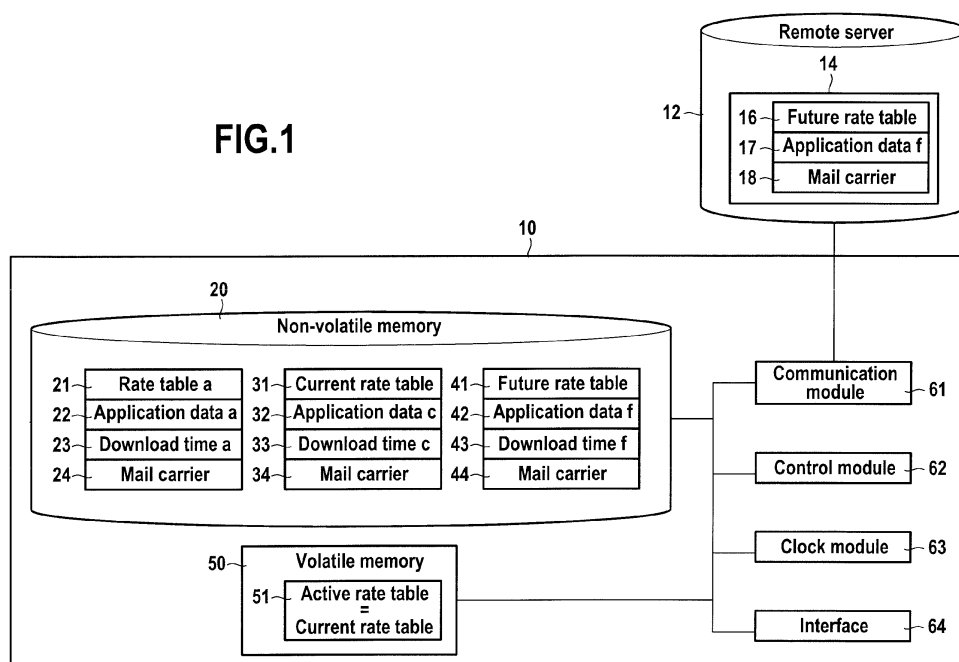 Remote server
14
12
16 Future rate table
17 Application data f
18 Mail carrier
FIG.1
10
20
Non-volatile memory
21 Rate table a
22 Application data a
23 Download time a
24 Mail carrier
31 Current rate table
32 Application data c
33 Download time c
34 Mail carrier
41 Future rate table
42 Application data f
43 Download time f
44 Mail carrier
Communication
module
61
Control module 62
Clock module 63
Interface 64
50 Volatile memory
51 Active rate table
=
Current rate table